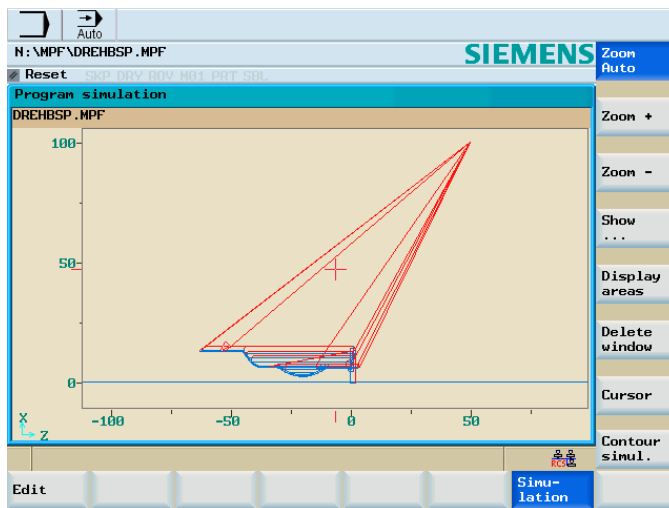 Auto
N:\MPF\DREHBSP.MPF
SIEMENS
Reset SKP DRY ROV M01 PRT SBL
Program simulation
DREHBSP.MPF
100
50
0
-100 -50 0 50
X
Z
RCS
Zoom Auto
Zoom +
Zoom -
Show ...
Display areas
Delete window
Cursor
Contour simul.
Edit
Simu-
lation